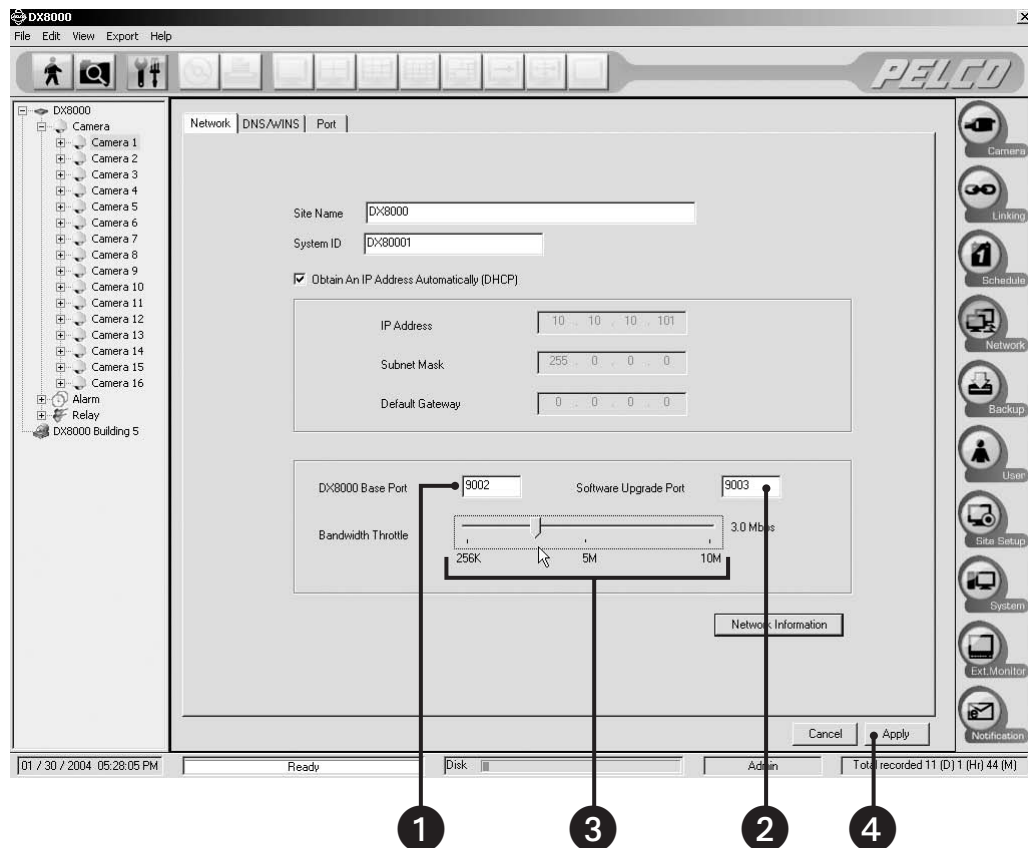 DX8000
File Edit View Export Help
PELCO
DX8000
Camera
Camera 1
Camera 2
Camera 3
Camera 4
Camera 5
Camera 6
Camera 7
Camera 8
Camera 9
Camera 10
Camera 11
Camera 12
Camera 13
Camera 14
Camera 15
Camera 16
Alarm
Relay
DX8000 Building 5
Network DNS/WINS Port
Site Name DX8000
System ID DX80001
Obtain An IP Address Automatically (DHCP)
IP Address 10 . 10 . 10 . 101
Subnet Mask 255 . 0 . 0 . 0
Default Gateway 0 . 0 . 0 . 0
DX8000 Base Port 9002 Software Upgrade Port 9003
Bandwidth Throttle 3.0 Mbps
256K 5M 10M
Network Information
Cancel Apply
Camera
Linking
1
Schedule
Network
Backup
User
Site Setup
System
Ext.Monitor
e
Notification
01 / 30 / 2004 05:28:05 PM Ready Disk Admin Total recorded 11 (D) 1 (Hr) 44 (M)
1 3 2 4